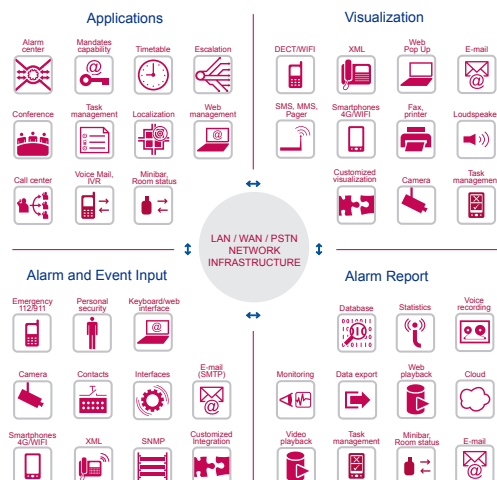 Applications
Alarm
center
Mandates
capability
Timetable
Escalation
Conference
Task
management
Localization
Web
management
Call center
Voice Mail,
IVR
Minibar,
Room status
Visualization
DECT/WIFI
XML
Web
Pop Up
E-mail
SMS, MMS,
Pager
Smartphones
4G/WIFI
Fax,
printer
Loudspeake
Customized
visualization
Camera
Task
managemen
LAN / WAN / PSTN
NETWORK
INFRASTRUCTURE
Alarm and Event Input
Emergency
112/911
Personal
security
Keyboard/web
interface
Camera
Contacts
Interfaces
E-mail
(SMTP)
Smartphones
4G/WIFI
XML
SNMP
Customized
Integration
Alarm Report
Database
Statistics
Voice
recording
Monitoring
Data export
Web
playback
Cloud
Video
playback
Task
management
Minibar,
Room status
E-mail